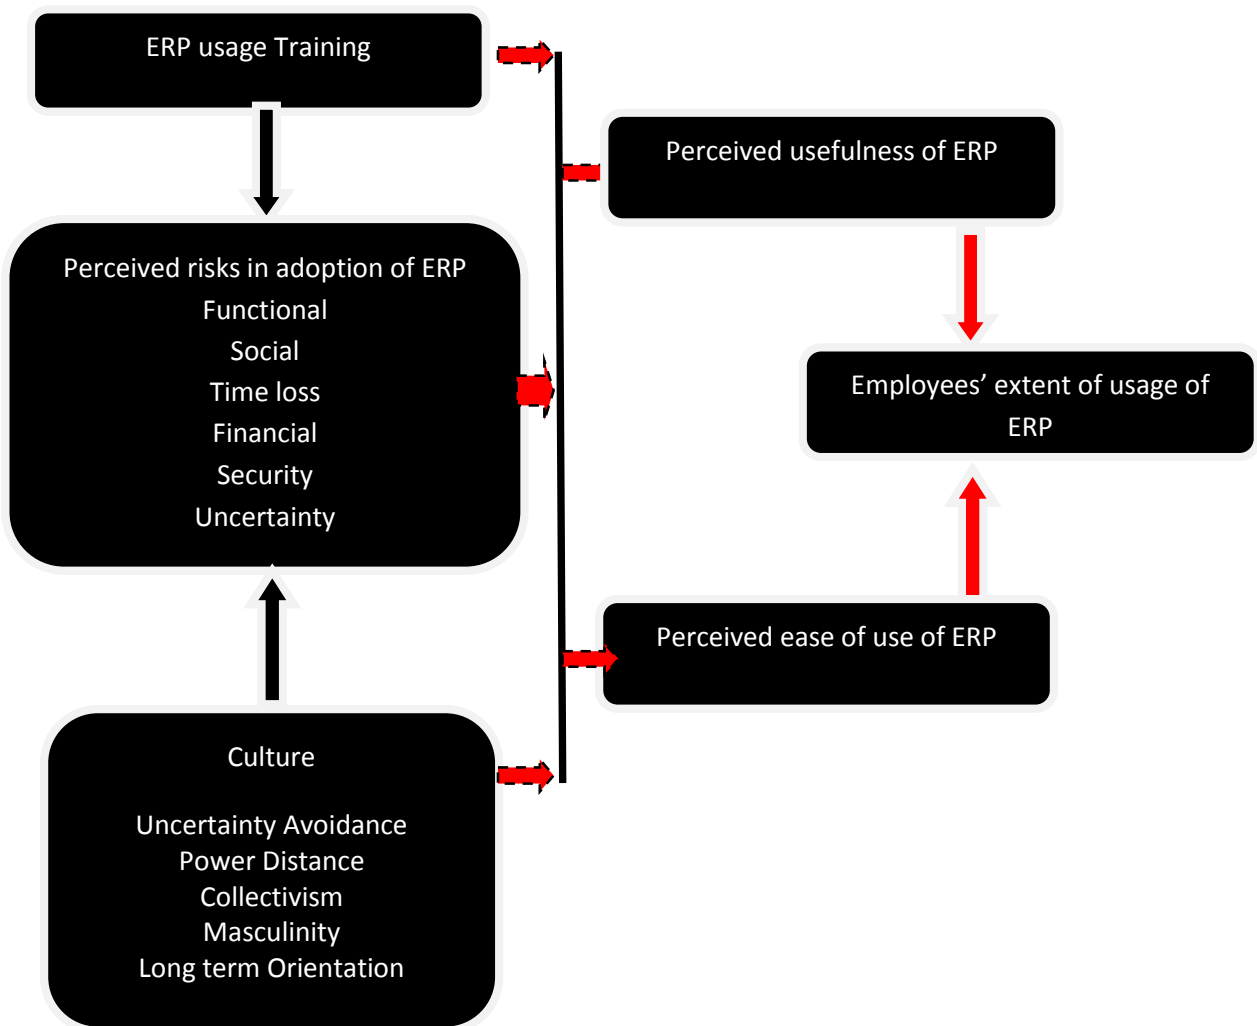 ERP usage Training
Perceived usefulness of ERP
Perceived risks in adoption of ERP
Functional
Social
Time loss
Financial
Security
Uncertainty
Employees’ extent of usage of
ERP
Perceived ease of use of ERP
Culture
Uncertainty Avoidance
Power Distance
Collectivism
Masculinity
Long term Orientation